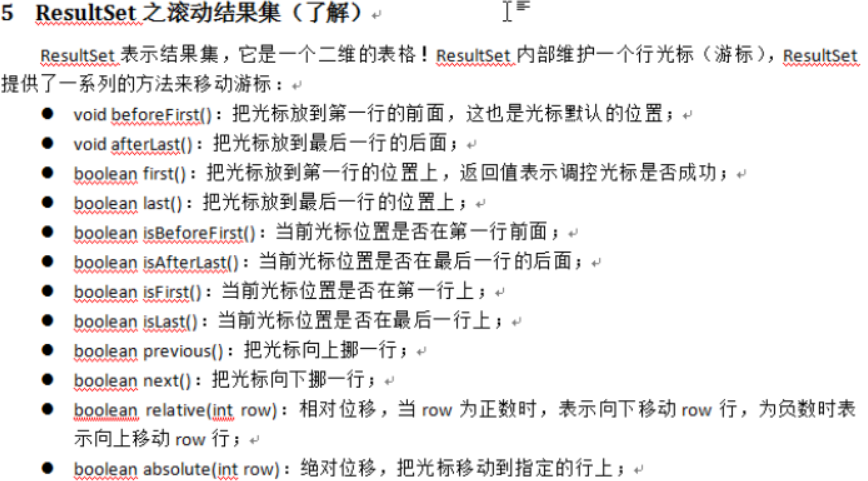 5 ResultSet 之滚动结果集（了解）
ResultSet 表示结果集，它是一个二维的表格！ResultSet 内部维护一个行光标（游标），ResultSet
提供了一系列的方法来移动游标：
● void beforeFirst()：把光标放到第一行的前面，这也是光标默认的位置；
● void afterLast()：把光标放到最后一行的后面；
● boolean first()：把光标放到第一行的位置上，返回值表示调控光标是否成功；
● boolean last()：把光标放到最后一行的位置上；
● boolean isBeforeFirst()：当前光标位置是否在第一行前面；
● boolean isAfterLast()：当前光标位置是否在最后一行的后面；
● boolean isFirst()：当前光标位置是否在第一行上；
● boolean isLast()：当前光标位置是否在最后一行上；
● boolean previous()：把光标向上挪一行；
● boolean next()：把光标向下挪一行；
● boolean relative(int row)：相对位移，当 row 为正数时，表示向下移动 row 行，为负数时表
示向上移动 row 行；
● boolean absolute(int row)：绝对位移，把光标移动到指定的行上；